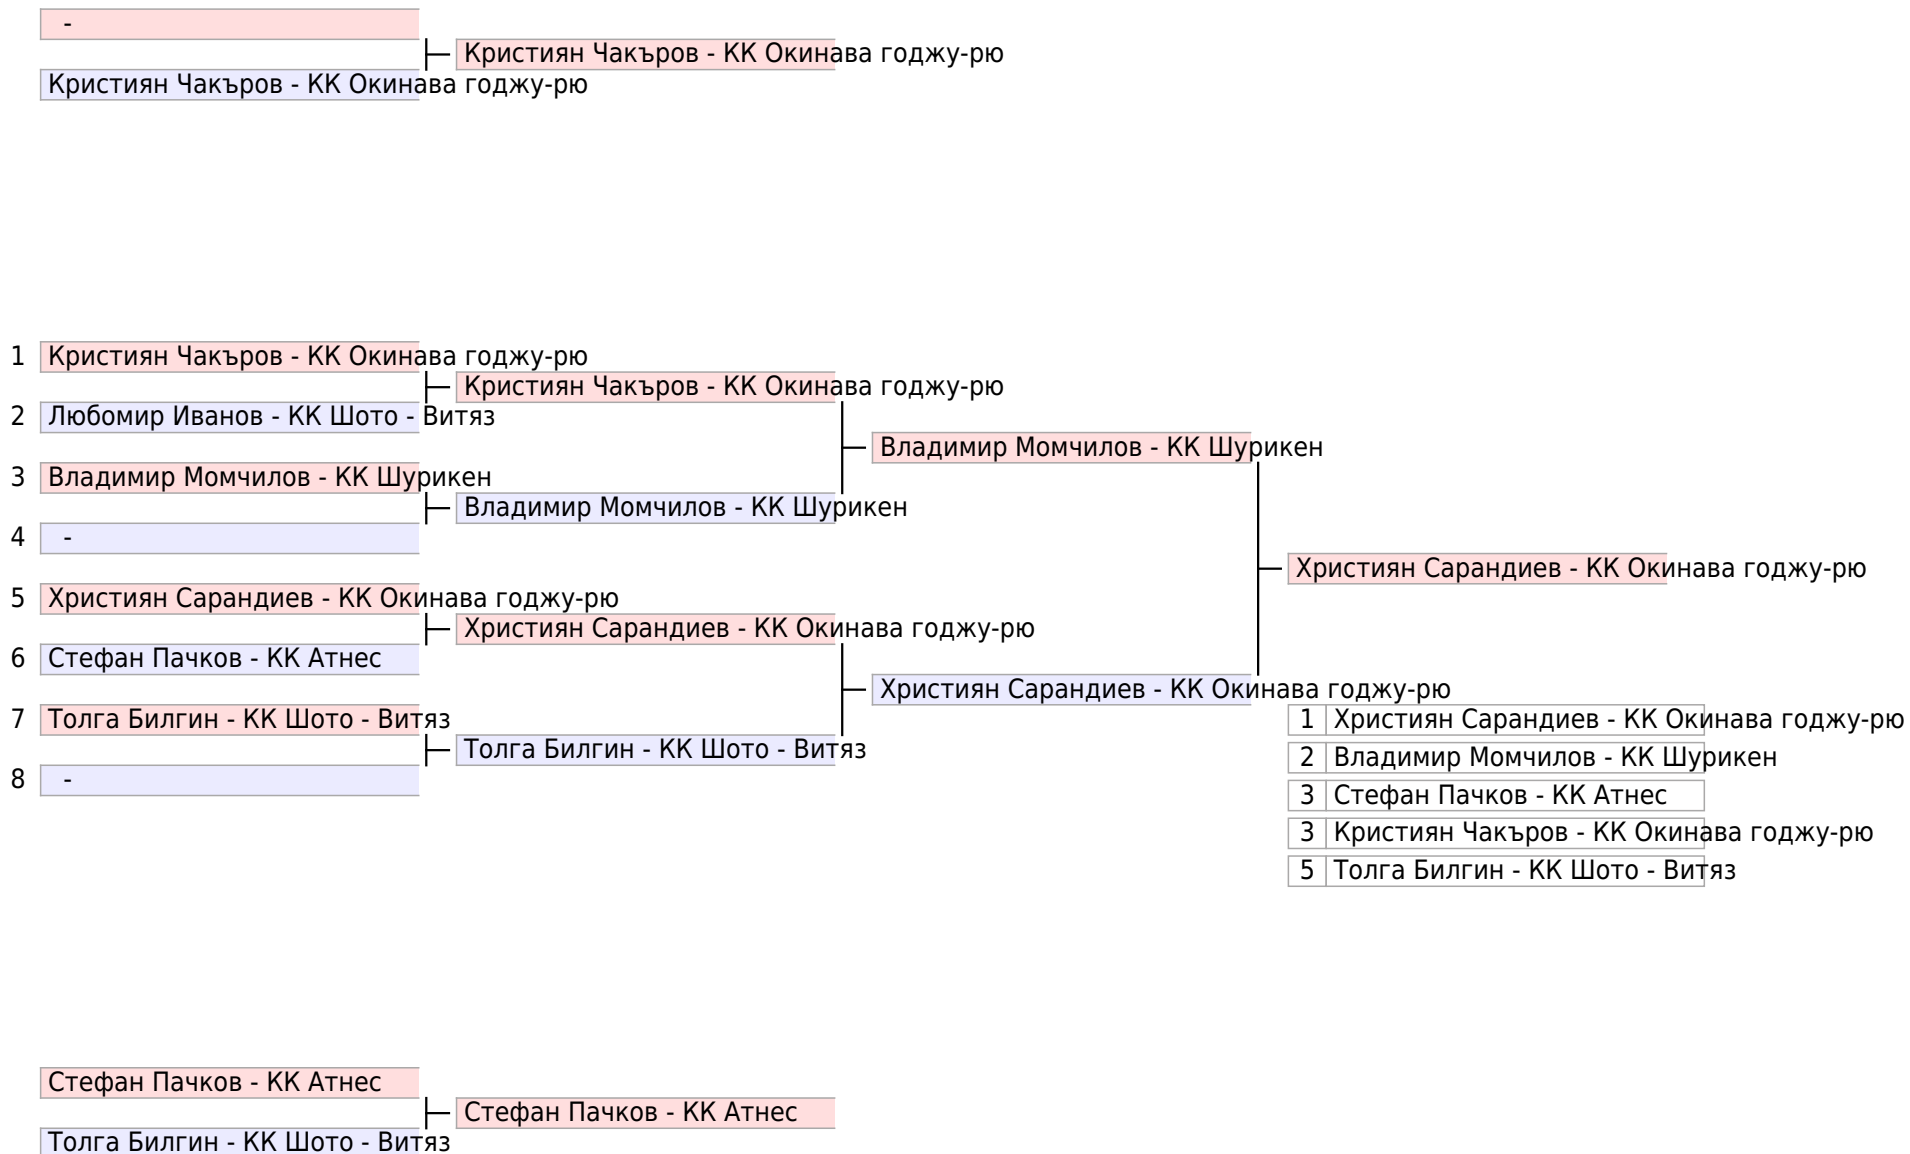 -
Кристиян Чакъров - КК Окинава годжу-рю
Кристиян Чакъров - КК Окинава годжу-рю
1 Кристиян Чакъров - КК Окинава годжу-рю
Кристиян Чакъров - КК Окинава годжу-рю
2 Любомир Иванов - КК Шото - Витяз
Владимир Момчилов - КК Шурикен
3 Владимир Момчилов - КК Шурикен
Владимир Момчилов - КК Шурикен
4 -
Християн Сарандиев - КК Окинава годжу-рю
5 Християн Сарандиев - КК Окинава годжу-рю
Християн Сарандиев - КК Окинава годжу-рю
6 Стефан Пачков - КК Атнес
Християн Сарандиев - КК Окинава годжу-рю
7 Толга Билгин - КК Шото - Витяз
Толга Билгин - КК Шото - Витяз
8 -
1 Християн Сарандиев - КК Окинава годжу-рю
2 Владимир Момчилов - КК Шурикен
3 Стефан Пачков - КК Атнес
3 Кристиян Чакъров - КК Окинава годжу-рю
5 Толга Билгин - КК Шото - Витяз
Стефан Пачков - КК Атнес
Стефан Пачков - КК Атнес
Толга Билгин - КК Шото - Витяз